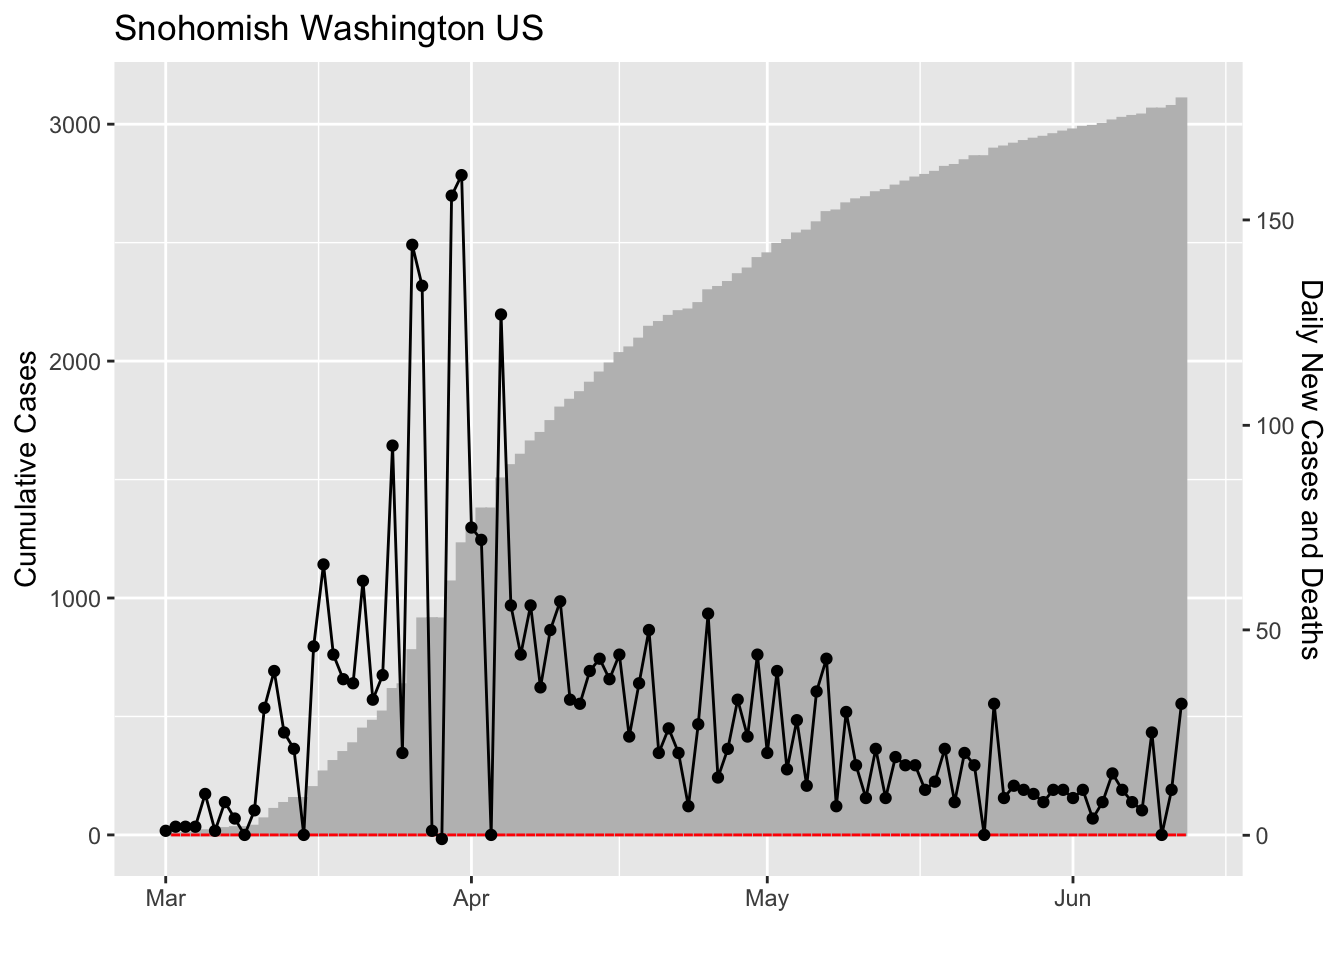 Snohomish Washington US
Cumulative Cases
3000
2000
1000
0
150
100
50
0
Daily New Cases and Deaths
Mar
Apr
May
Jun